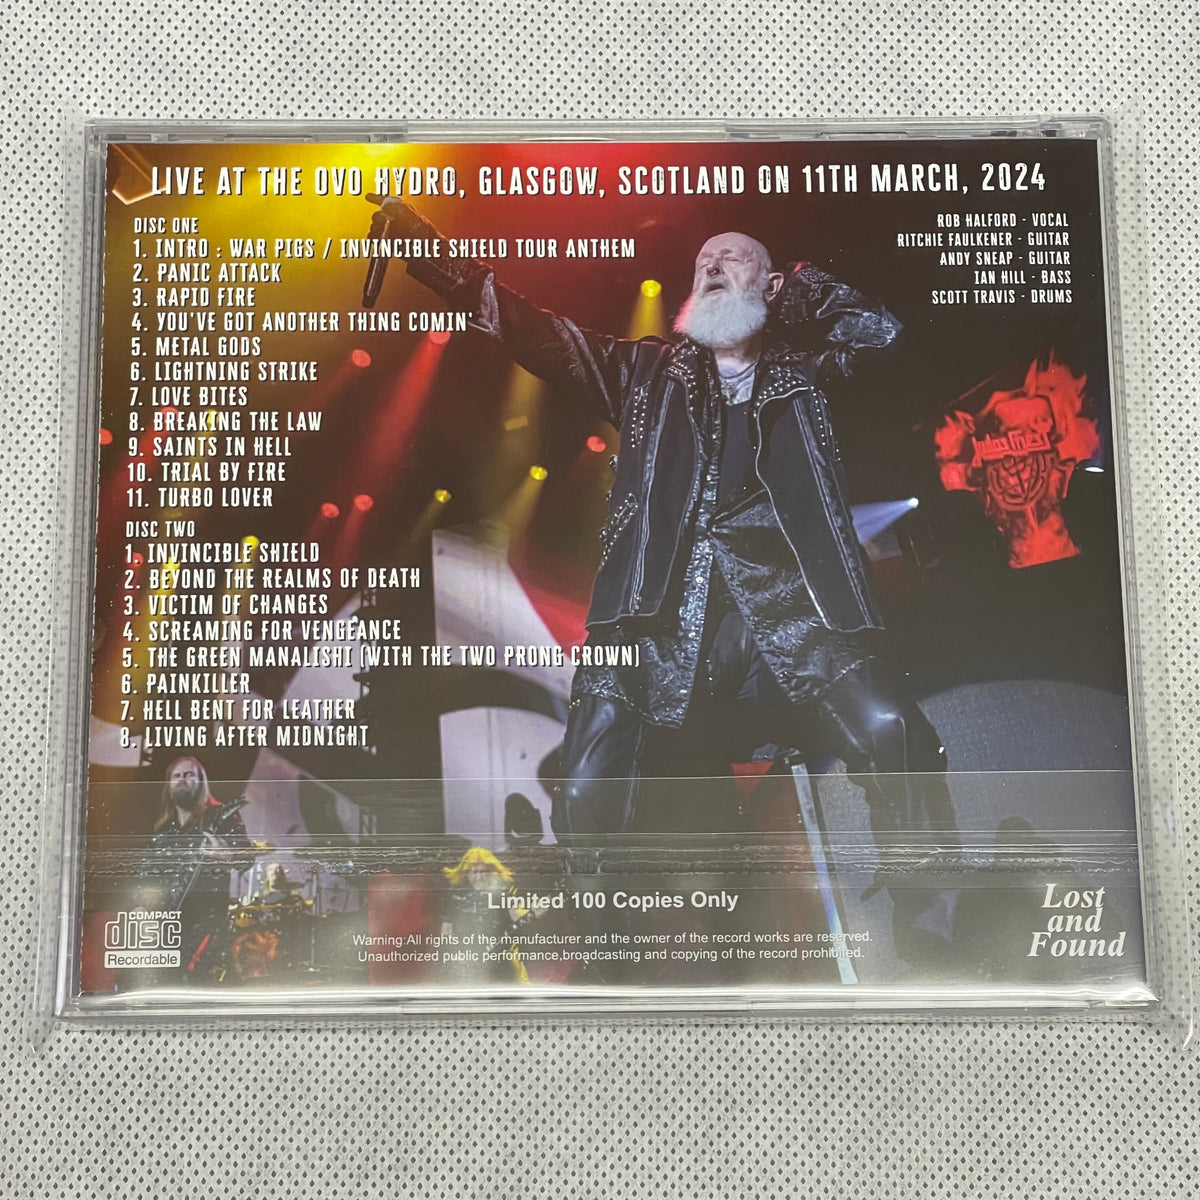 LIVE AT THE OVO HYDRO, GLASGOW, SCOTLAND ON 11TH MARCH, 2024
DISC ONE
1. INTRO : WAR PIGS / INVINCIBLE SHIELD TOUR ANTHEM
2. PANIC ATTACK
3. RAPID FIRE
4. YOU'VE GOT ANOTHER THING COMIN'
5. METAL GODS
6. LIGHTNING STRIKE
7. LOVE BITES
8. BREAKING THE LAW
9. SAINTS IN HELL
10. TRIAL BY FIRE
11. TURBO LOVER
DISC TWO
1. INVINCIBLE SHIELD
2. BEYOND THE REALMS OF DEATH
3. VICTIM OF CHANGES
4. SCREAMING FOR VENGEANCE
5. THE GREEN MANALISHI (WITH THE TWO PRONG CROWN)
6. PAINKILLER
7. HELL BENT FOR LEATHER
8. LIVING AFTER MIDNIGHT
ROB HALFORD - VOCAL
RITCHIE FAULKENER - GUITAR
ANDY SNEAP - GUITAR
IAN HILL - BASS
SCOTT TRAVIS - DRUMS
Judas Priest
Limited 100 Copies Only
Warning:All rights of the manufacturer and the owner of the record works are reserved.
Unauthorized public performance,broadcasting and copying of the record prohibited.
COMPACT
disc
Recordable
Lost
and
Found